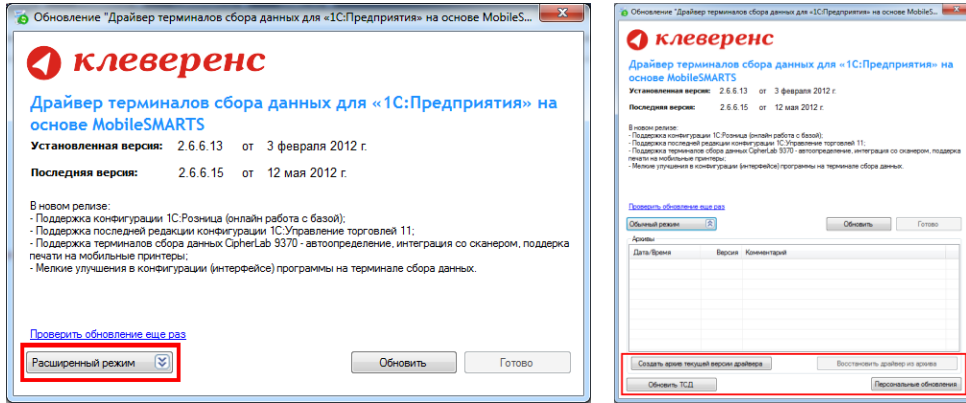 Обновление "Драйвер терминалов сбора данных для «1С:Предприятия» на основе MobileS...
клеверенс
Драйвер терминалов сбора данных для «1С:Предприятия» на
основе MobileSMARTS
Установленная версия: 2.6.6.13 от 3 февраля 2012 г.
Последняя версия: 2.6.6.15 от 12 мая 2012 г.
В новом релизе:
- Поддержка конфигурации 1С:Розница (онлайн работа с базой);
- Поддержка последней редакции конфигурации 1С:Управление торговлей 11;
- Поддержка терминалов сбора данных CipherLab 9370 - автоопределение, интеграция со сканером, поддерка
печати на мобильные принтеры;
- Мелкие улучшения в конфигурации (интерфейсе) программы на терминале сбора данных.
Проверить обновление еще раз
Расширенный режим
Обновить
Готово
Обновление "Драйвер терминалов сбора данных для «1С:Предприятия» на основе MobileS...
клеверенс
Драйвер терминалов сбора данных для «1С:Предприятия» на
основе MobileSMARTS
Установленная версия: 2.6.6.13 от 3 февраля 2012 г.
Последняя версия: 2.6.6.15 от 12 мая 2012 г.
В новом релизе:
- Поддержка конфигурации 1С:Розница (онлайн работа с базой);
- Поддержка последней редакции конфигурации 1С:Управление торговлей 11;
- Поддержка терминалов сбора данных CipherLab 9370 - автоопределение, интеграция со сканером, поддерка
печати на мобильные принтеры;
- Мелкие улучшения в конфигурации (интерфейсе) программы на терминале сбора данных.
Проверить обновление еще раз
Обычный режим
Обновить
Готово
Архивы
Дата/Время Версия Комментарий
Создать архив текущей версии драйвера
Восстановить драйвер из архива
Обновить ТСД
Персональные обновления